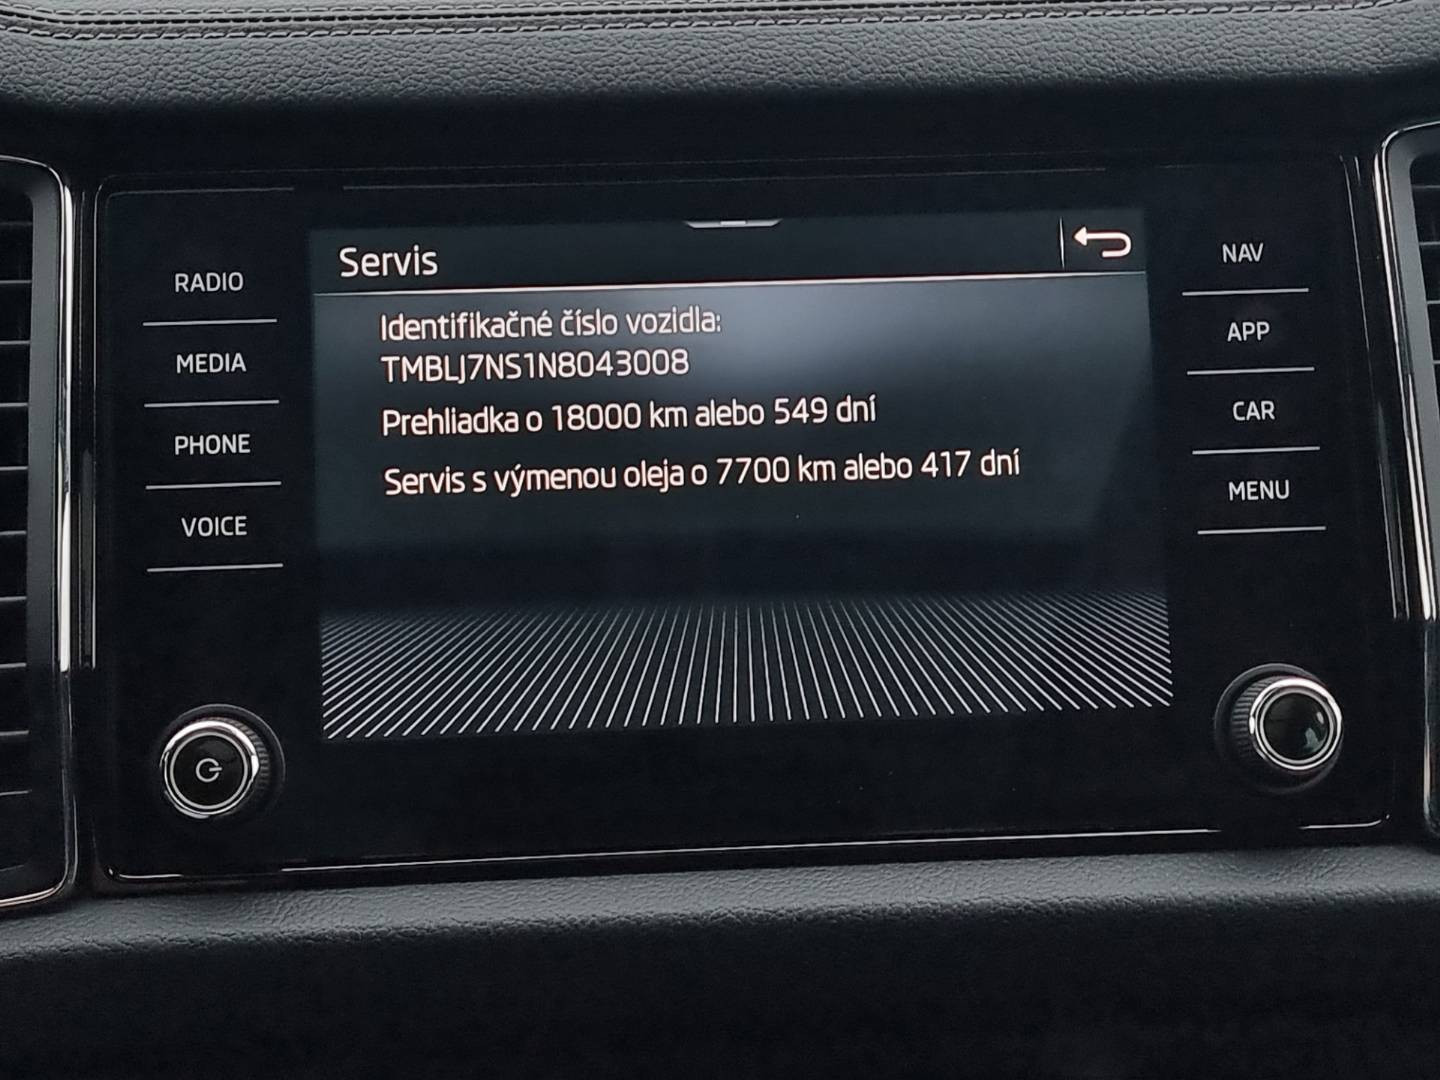 Servis
RADIO
MEDIA
PHONE
VOICE
Identifikačné číslo vozidla:
TMBLJ7NS1N8043008
Prehliadka o 18000 km alebo 549 dní
Servis s výmenou oleja o 7700 km alebo 417 dní
NAV
APP
CAR
MENU